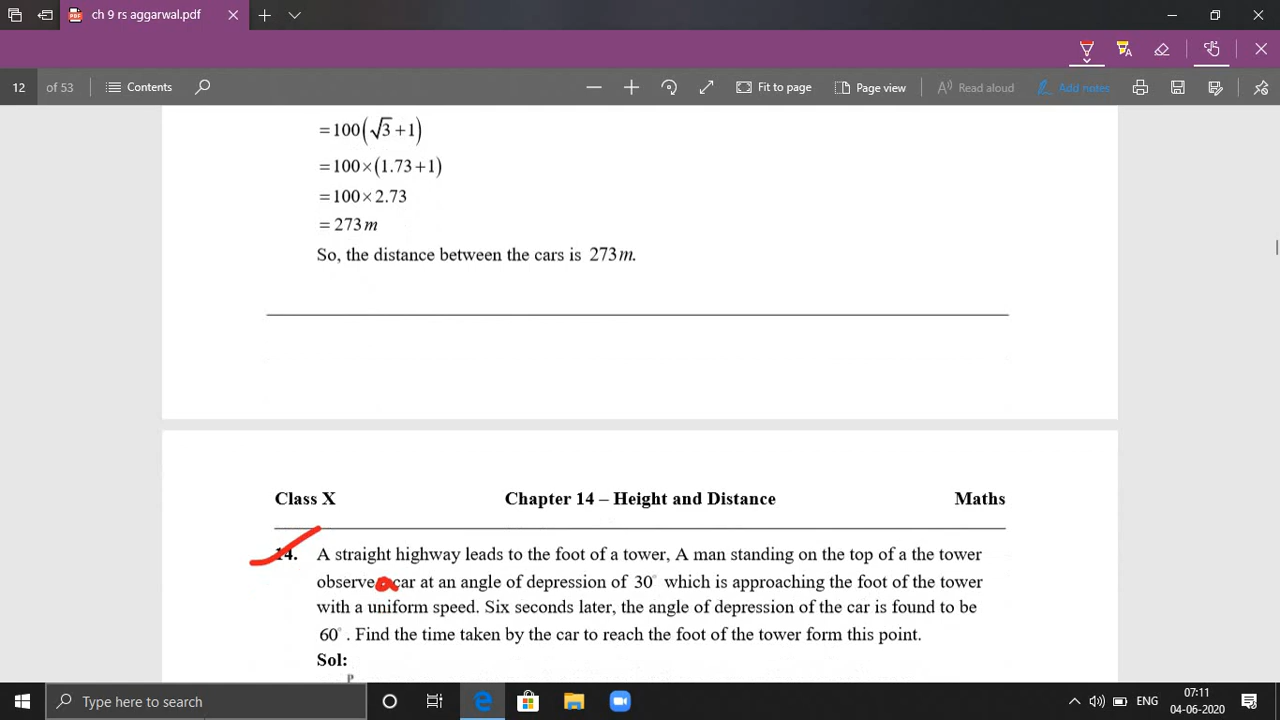 ch 9 rs aggarwal.pdf
12 of 53 Contents Fit to page Page view Read aloud Add notes
=100(√3+1)
=100×(1.73+1)
=100×2.73
=273m
So, the distance between the cars is 273m.
Class X Chapter 14 – Height and Distance Maths
14. A straight highway leads to the foot of a tower, A man standing on the top of a the tower
observe a car at an angle of depression of 30° which is approaching the foot of the tower
with a uniform speed. Six seconds later, the angle of depression of the car is found to be
60°. Find the time taken by the car to reach the foot of the tower form this point.
Sol:
P
Type here to search ENG 07:11
04-06-2020